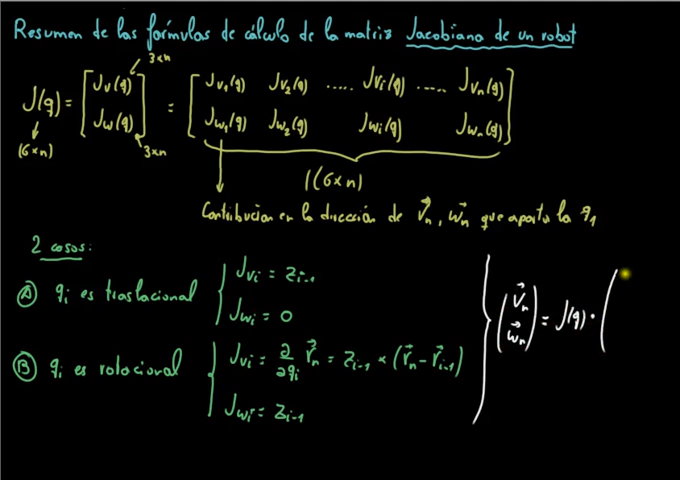 Resumen de las fórmulas de cálculo de la matriz Jacobiana de un robot
3×n
J(q) = [ Jv(q) ] = [ Jv₁(q) Jv₂(q) ..... Jvi(q) ..... Jvn(q) ]
[ Jw(q) ] [ Jw₁(q) Jw₂(q) Jwi(q) Jwn(q) ]
(6×n) 3×n
(6×n)
Contribución en la dirección de v⃗n, w⃗n que aporta la q₁
2 casos:
Ⓐ qi es traslacional { Jvi = zi-1
Jwi = 0
Ⓑ qi es rotacional { Jvi = ∂/∂qi r⃗n = zi-1 × (r⃗n - r⃗i-1)
Jwi = zi-1
} ( v⃗n
w⃗n ) = J(q) · (